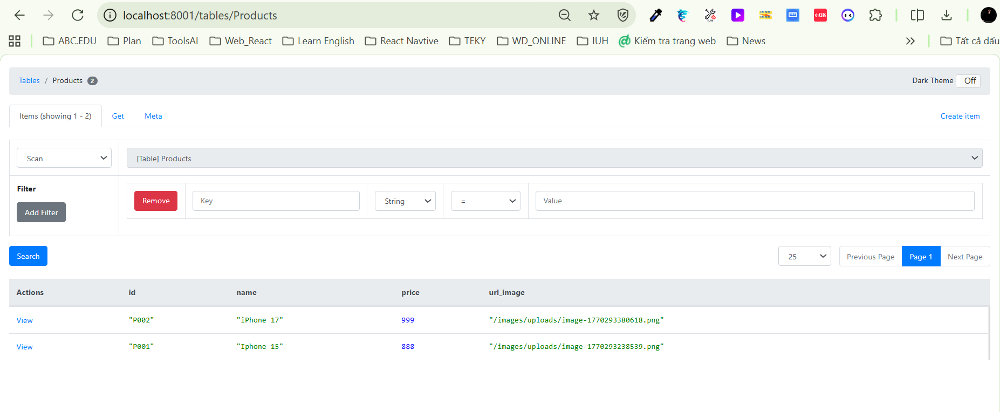 localhost:8001/tables/Products
ABC.EDU Plan ToolsAI Web_React Learn English React Navtive TEKY WD_ONLINE IUH Kiểm tra trang web News Tất cả dấu
Tables / Products 2 Dark Theme Off
Items (showing 1 - 2) Get Meta Create item
Scan [Table] Products
Filter
Remove Key String = Value
Add Filter
Search 25 Previous Page Page 1 Next Page
Actions id name price url_image
View "P002" "iPhone 17" 999 "/images/uploads/image-1770293380618.png"
View "P001" "Iphone 15" 888 "/images/uploads/image-1770293238539.png"